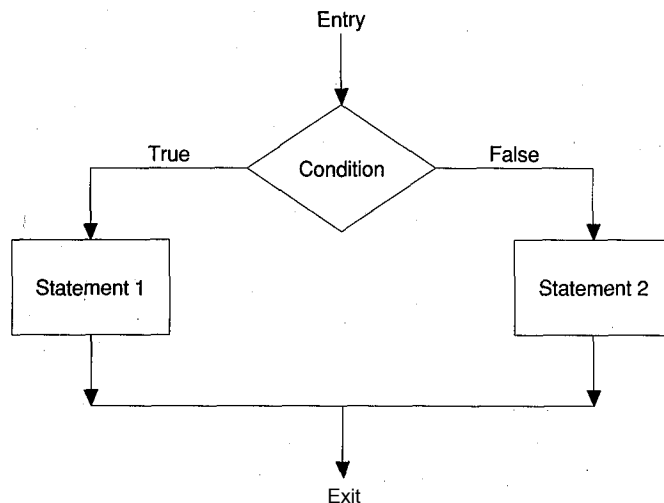 Entry
True
False
Condition
Statement 1
Statement 2
Exit